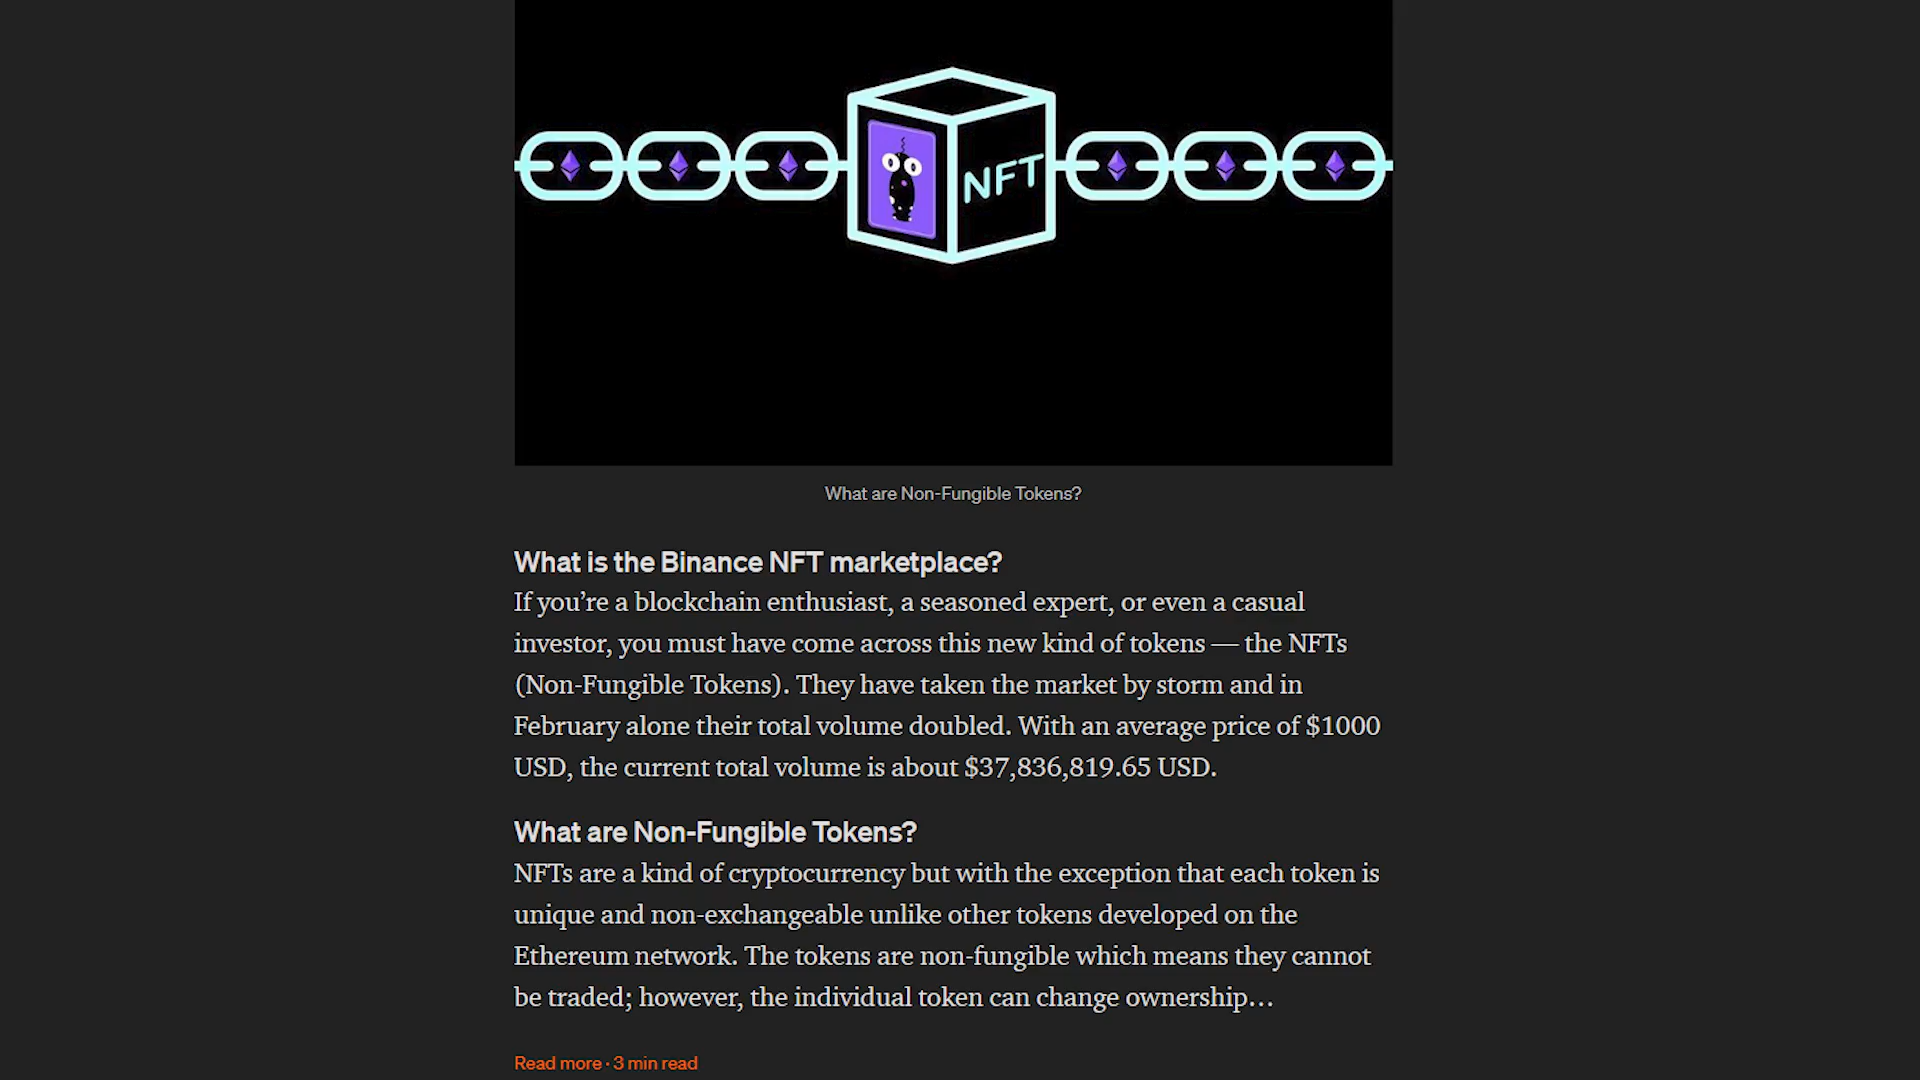 NFT
What are Non-Fungible Tokens?
What is the Binance NFT marketplace?
If you’re a blockchain enthusiast, a seasoned expert, or even a casual
investor, you must have come across this new kind of tokens — the NFTs
(Non-Fungible Tokens). They have taken the market by storm and in
February alone their total volume doubled. With an average price of $1000
USD, the current total volume is about $37,836,819.65 USD.
What are Non-Fungible Tokens?
NFTs are a kind of cryptocurrency but with the exception that each token is
unique and non-exchangeable unlike other tokens developed on the
Ethereum network. The tokens are non-fungible which means they cannot
be traded; however, the individual token can change ownership…
Read more · 3 min read